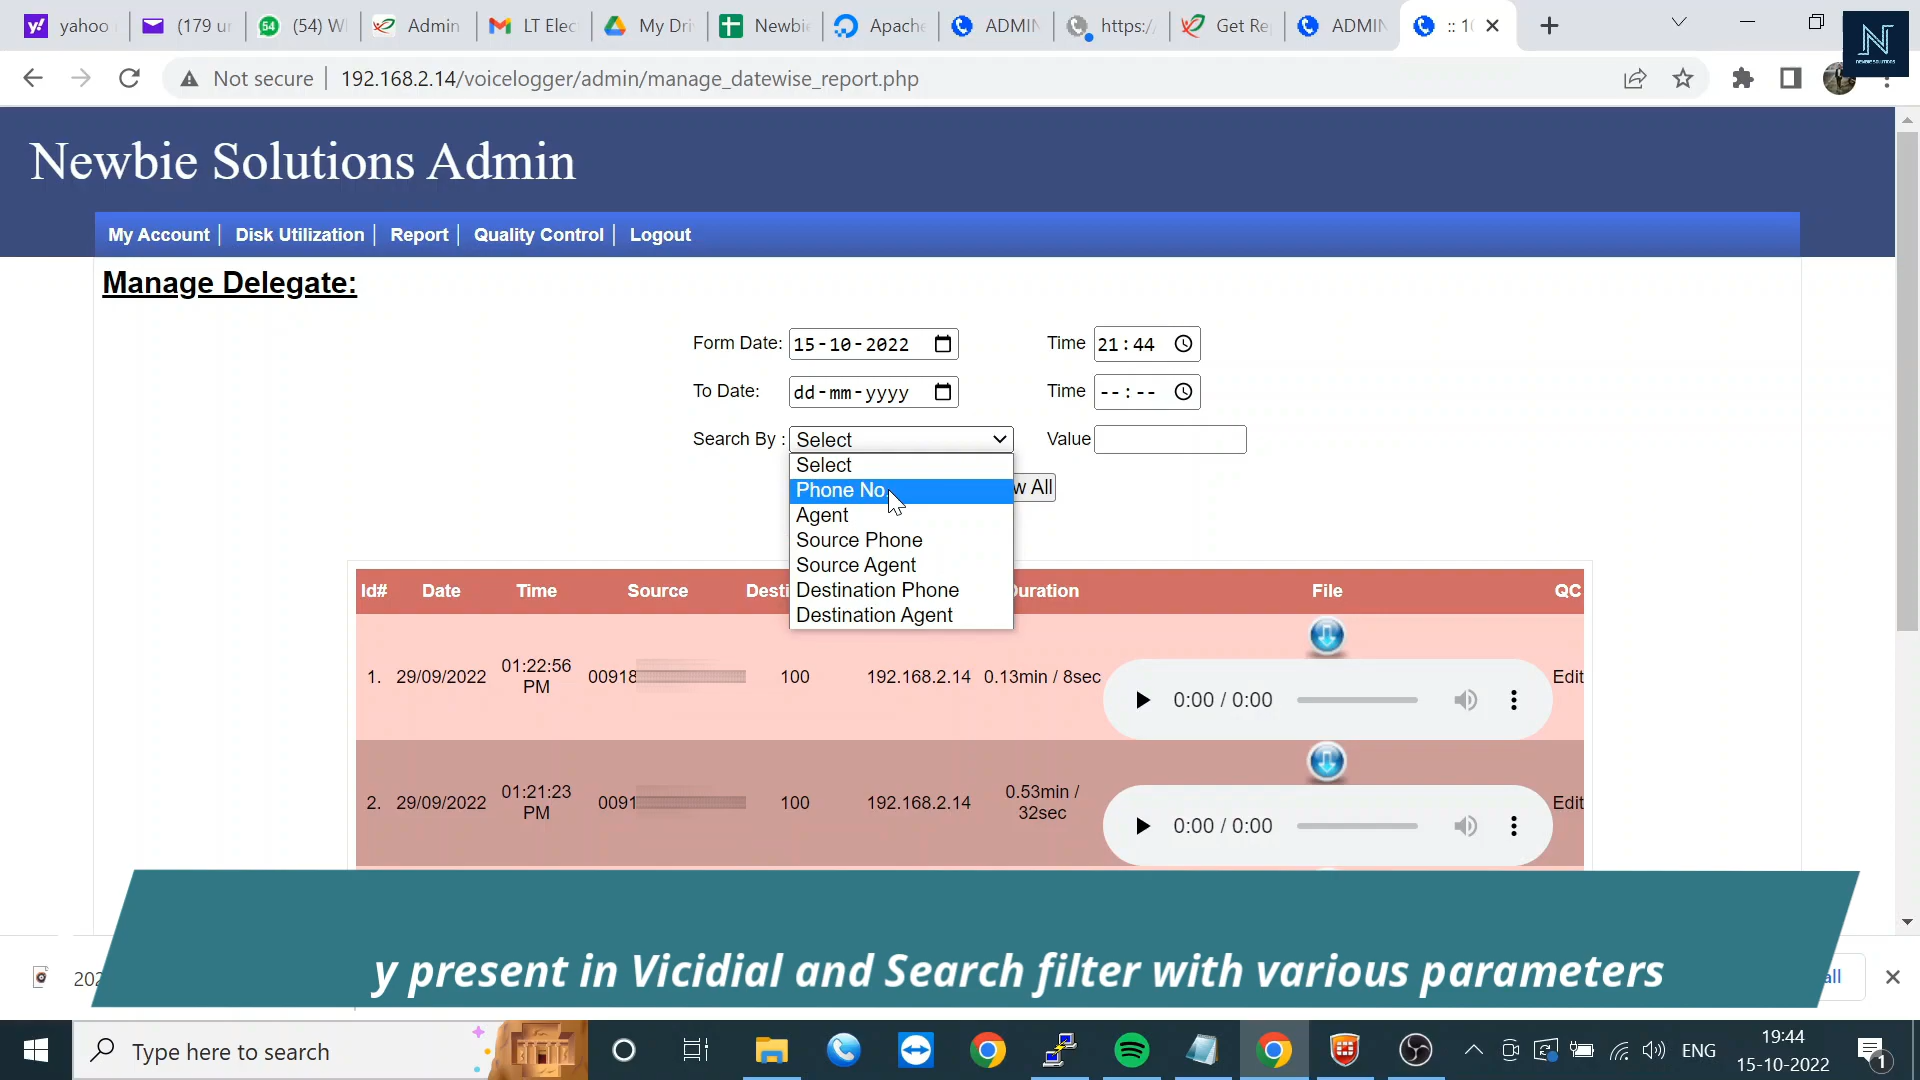 yahoo
(179 ur
54
(54) W
Admin
LT Elec
My Dri
Newbie
Apache
ADMIN
https:/
Get Re
ADMIN
:: 10
NEWBIE SOLUTIONS
Not secure
192.168.2.14/voicelogger/admin/manage_datewise_report.php
Newbie Solutions Admin
My Account | Disk Utilization | Report | Quality Control | Logout
Manage Delegate:
Form Date: 15-10-2022 Time 21:44
To Date: dd-mm-yyyy Time --:--
Search By : Select Value
Select
Phone No.
w All
Agent
Source Phone
Source Agent
Destination Phone
Destination Agent
Id# Date Time Source Desti Duration File QC
1. 29/09/2022 01:22:56 PM 00918 100 192.168.2.14 0.13min / 8sec 0:00 / 0:00 Edit
2. 29/09/2022 01:21:23 PM 0091 100 192.168.2.14 0.53min / 32sec 0:00 / 0:00 Edit
202
y present in Vicidial and Search filter with various parameters
all
Type here to search
ENG
19:44
15-10-2022
1